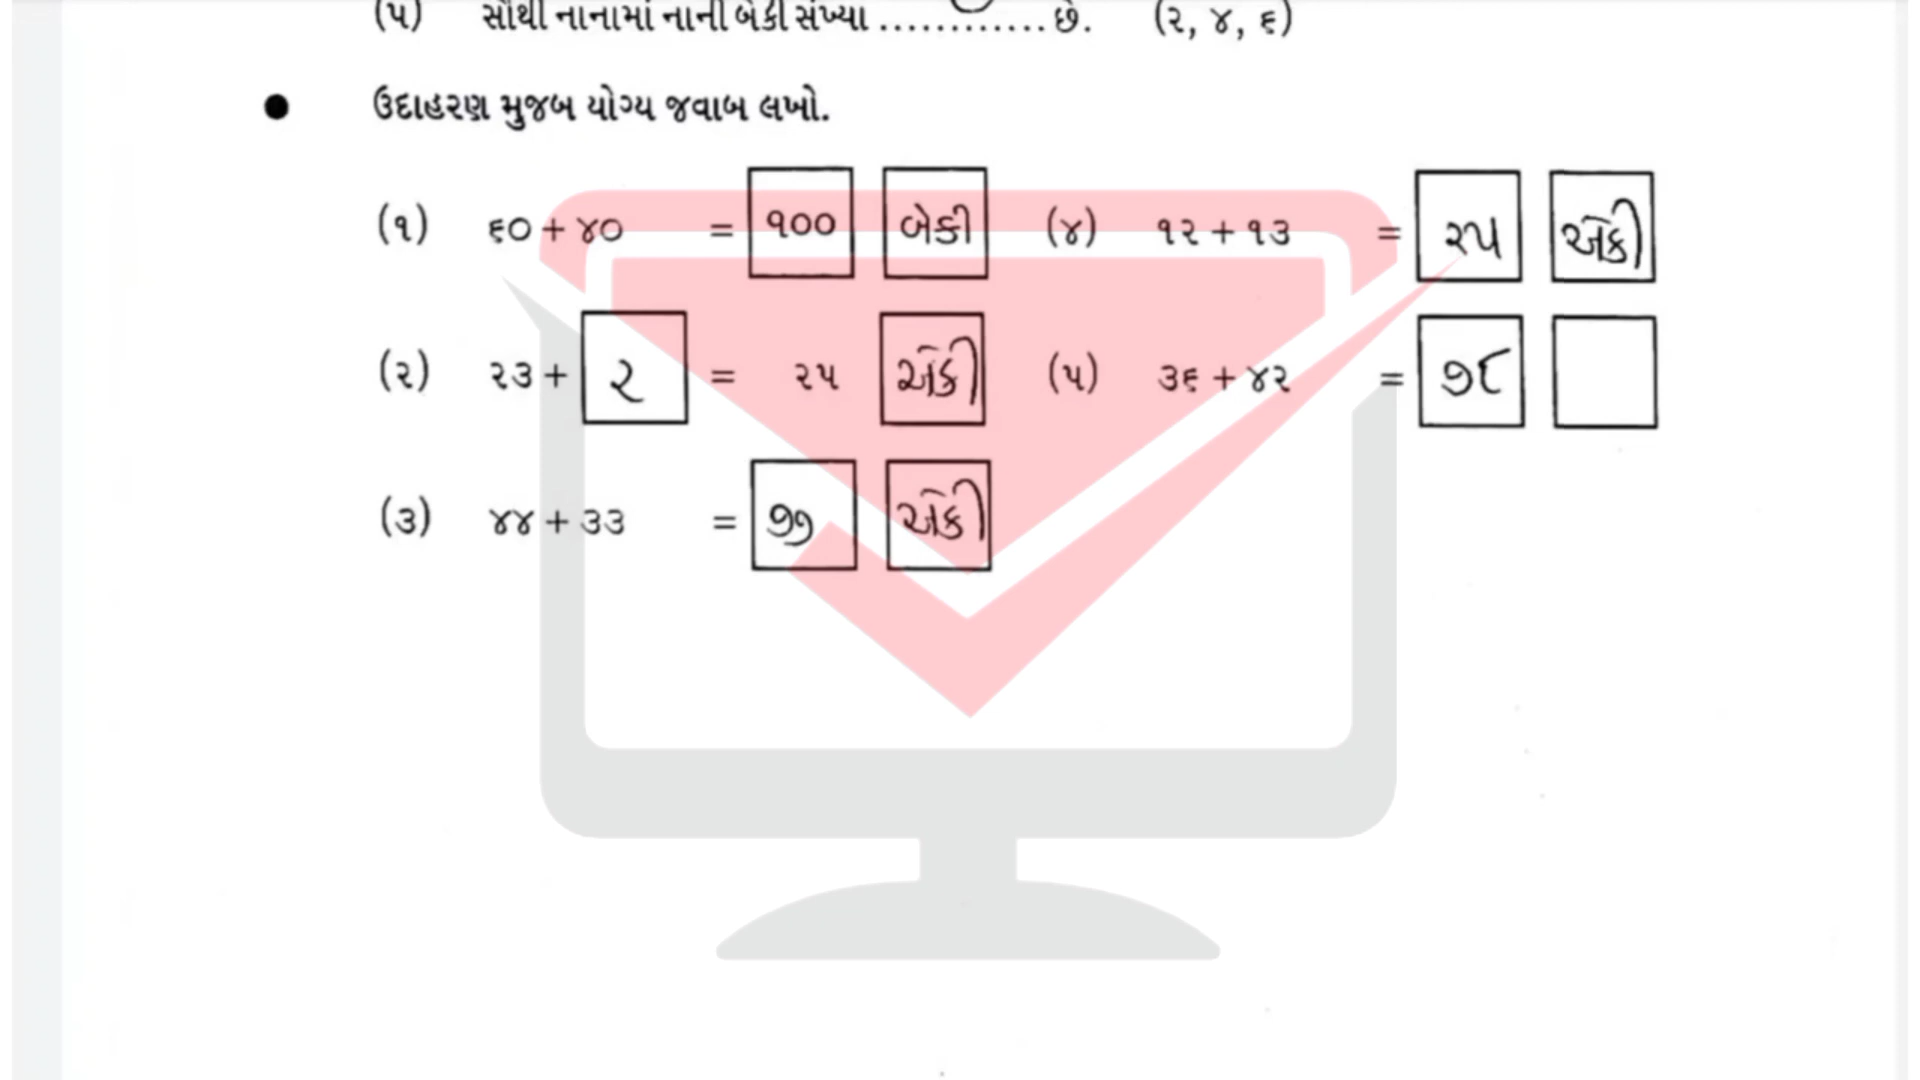 (૫) સૌથી નાનામાં નાની બેકી સંખ્યા ............ છે. (૨, ૪, ૬)
● ઉદાહરણ મુજબ યોગ્ય જવાબ લખો.
(૧) ૬૦ + ૪૦ = ૧૦૦ બેકી (૪) ૧૨ + ૧૩ = ૨૫ એકી
(૨) ૨૩ + ૨ = ૨૫ એકી (૫) ૩૬ + ૪૨ = ૭૮
(૩) ૪૪ + ૩૩ = ૭૭ એકી